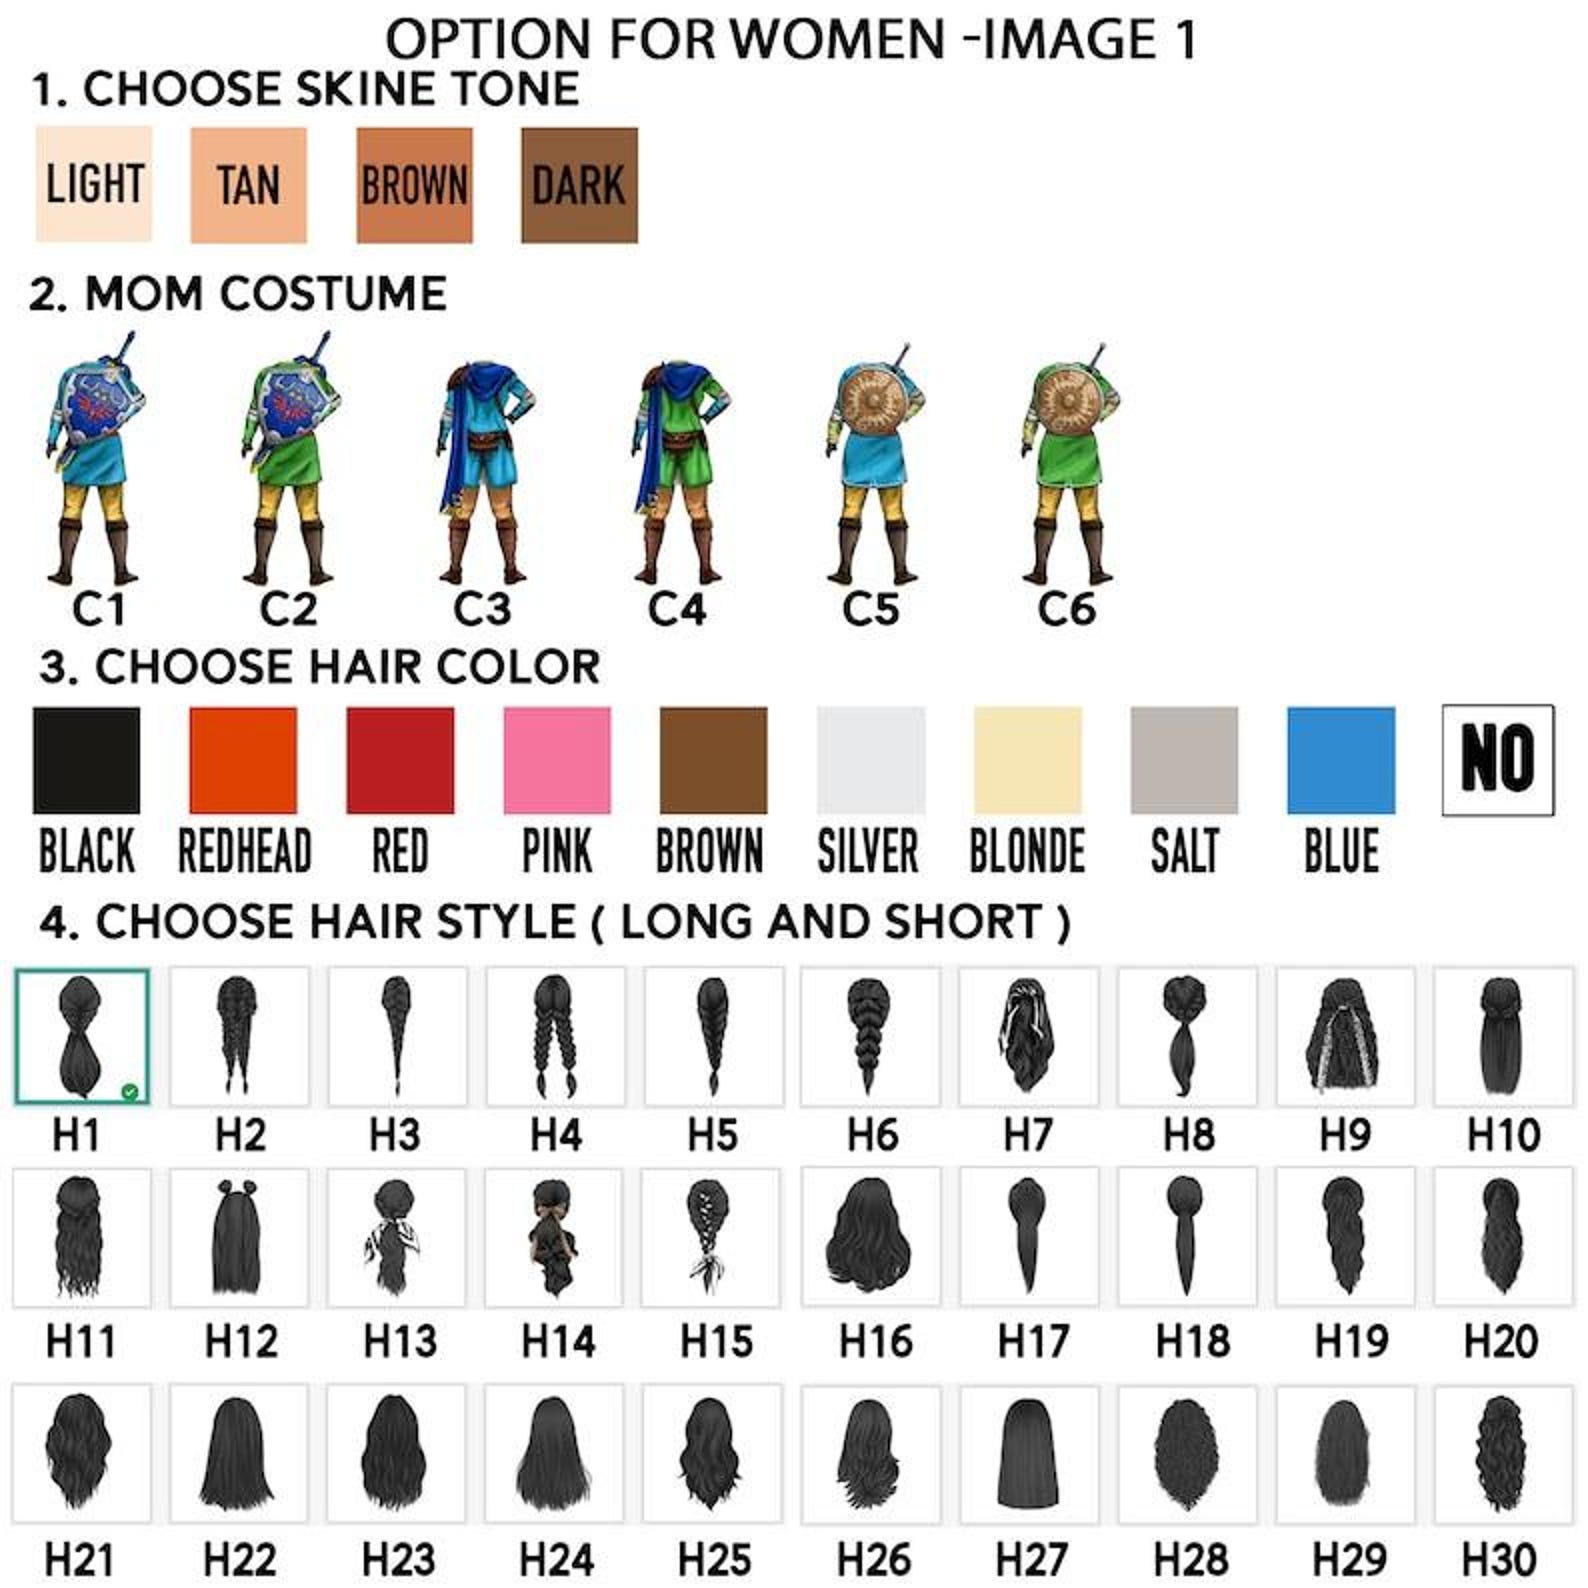 OPTION FOR WOMEN -IMAGE 1
1. CHOOSE SKINE TONE
LIGHT TAN BROWN DARK
2. MOM COSTUME
C1 C2 C3 C4 C5 C6
3. CHOOSE HAIR COLOR
NO
BLACK REDHEAD RED PINK BROWN SILVER BLONDE SALT BLUE
4. CHOOSE HAIR STYLE ( LONG AND SHORT )
H1 H2 H3 H4 H5 H6 H7 H8 H9 H10
H11 H12 H13 H14 H15 H16 H17 H18 H19 H20
H21 H22 H23 H24 H25 H26 H27 H28 H29 H30